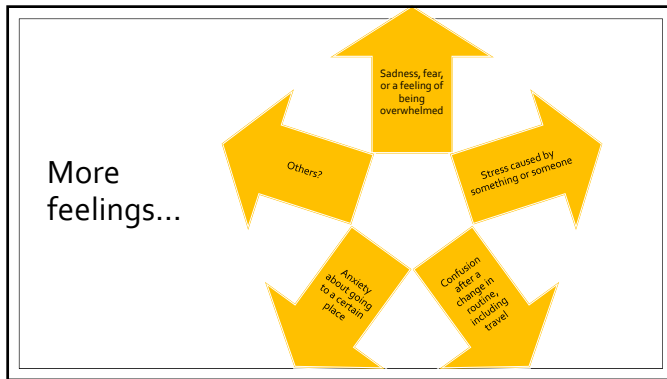 More
feelings...
Sadness, fear,
or a feeling of
being
overwhelmed
Stress caused by
something or someone
Confusion
after a
change in
routine,
including
travel
Anxiety
about going
to a certain
place
Others?